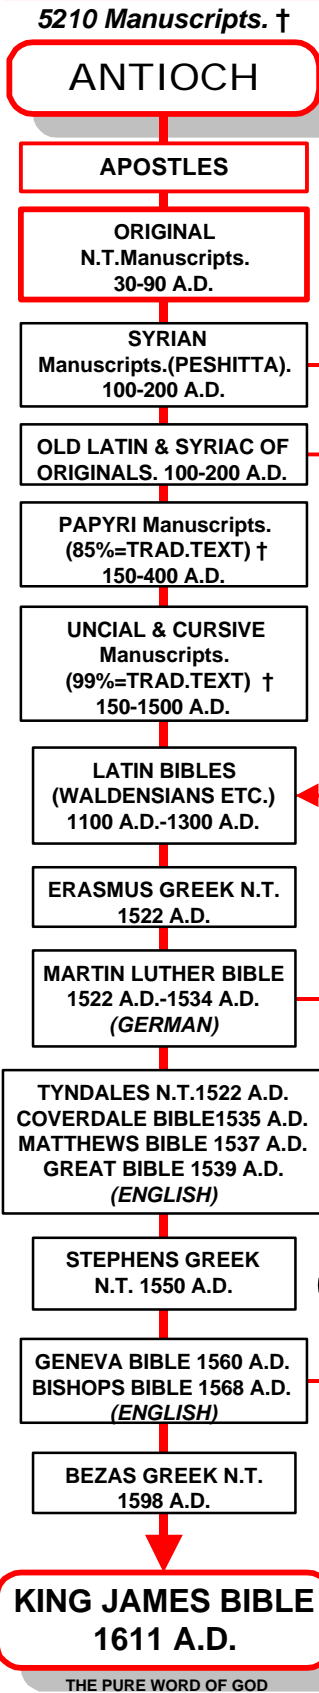 5210 Manuscripts. †
ANTIOCH
APOSTLES
ORIGINAL
N.T.Manuscripts.
30-90 A.D.
SYRIAN
Manuscripts.(PESHITTA).
100-200 A.D.
OLD LATIN & SYRIAC OF
ORIGINALS. 100-200 A.D.
PAPYRI Manuscripts.
(85%=TRAD.TEXT) †
150-400 A.D.
UNCIAL & CURSIVE
Manuscripts.
(99%=TRAD.TEXT) †
150-1500 A.D.
LATIN BIBLES
(WALDENSIANS ETC.)
1100 A.D.-1300 A.D.
ERASMUS GREEK N.T.
1522 A.D.
MARTIN LUTHER BIBLE
1522 A.D.-1534 A.D.
(GERMAN)
TYNDALES N.T.1522 A.D.
COVERDALE BIBLE1535 A.D.
MATTHEWS BIBLE 1537 A.D.
GREAT BIBLE 1539 A.D.
(ENGLISH)
STEPHENS GREEK
N.T. 1550 A.D.
GENEVA BIBLE 1560 A.D.
BISHOPS BIBLE 1568 A.D.
(ENGLISH)
BEZAS GREEK N.T.
1598 A.D.
KING JAMES BIBLE
1611 A.D.
THE PURE WORD OF GOD